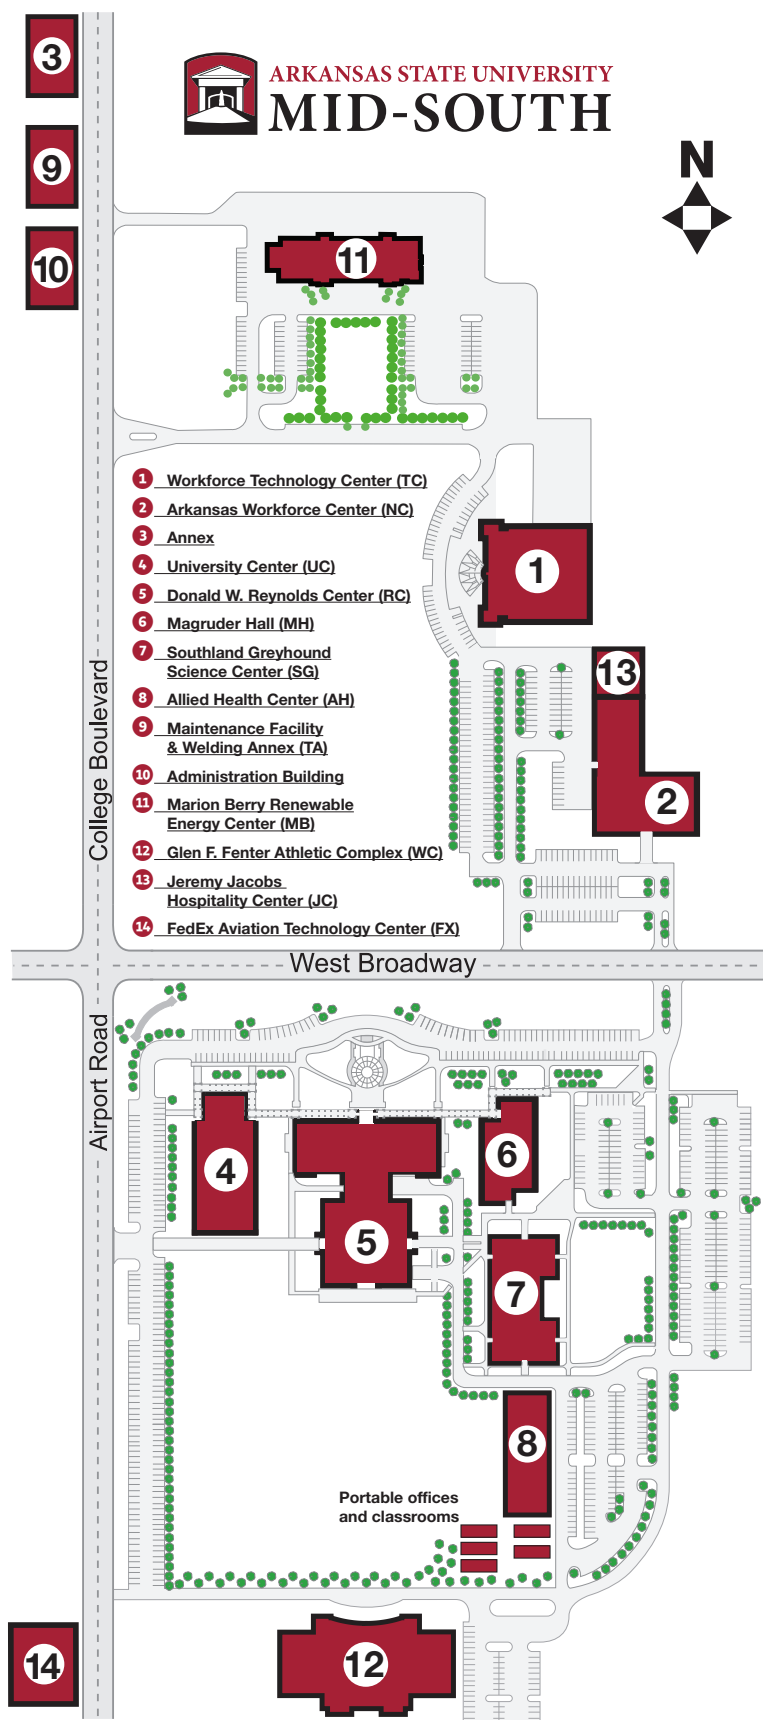 3
ARKANSAS STATE UNIVERSITY
MID-SOUTH
9
N
10
11
1 Workforce Technology Center (TC)
2 Arkansas Workforce Center (NC)
3 Annex
4 University Center (UC)
5 Donald W. Reynolds Center (RC)
6 Magruder Hall (MH)
7 Southland Greyhound
Science Center (SG)
8 Allied Health Center (AH)
9 Maintenance Facility
& Welding Annex (TA)
10 Administration Building
11 Marion Berry Renewable
Energy Center (MB)
12 Glen F. Fenter Athletic Complex (WC)
13 Jeremy Jacobs
Hospitality Center (JC)
14 FedEx Aviation Technology Center (FX)
1
13
2
College Boulevard
West Broadway
Airport Road
4
5
6
7
8
Portable offices
and classrooms
14
12